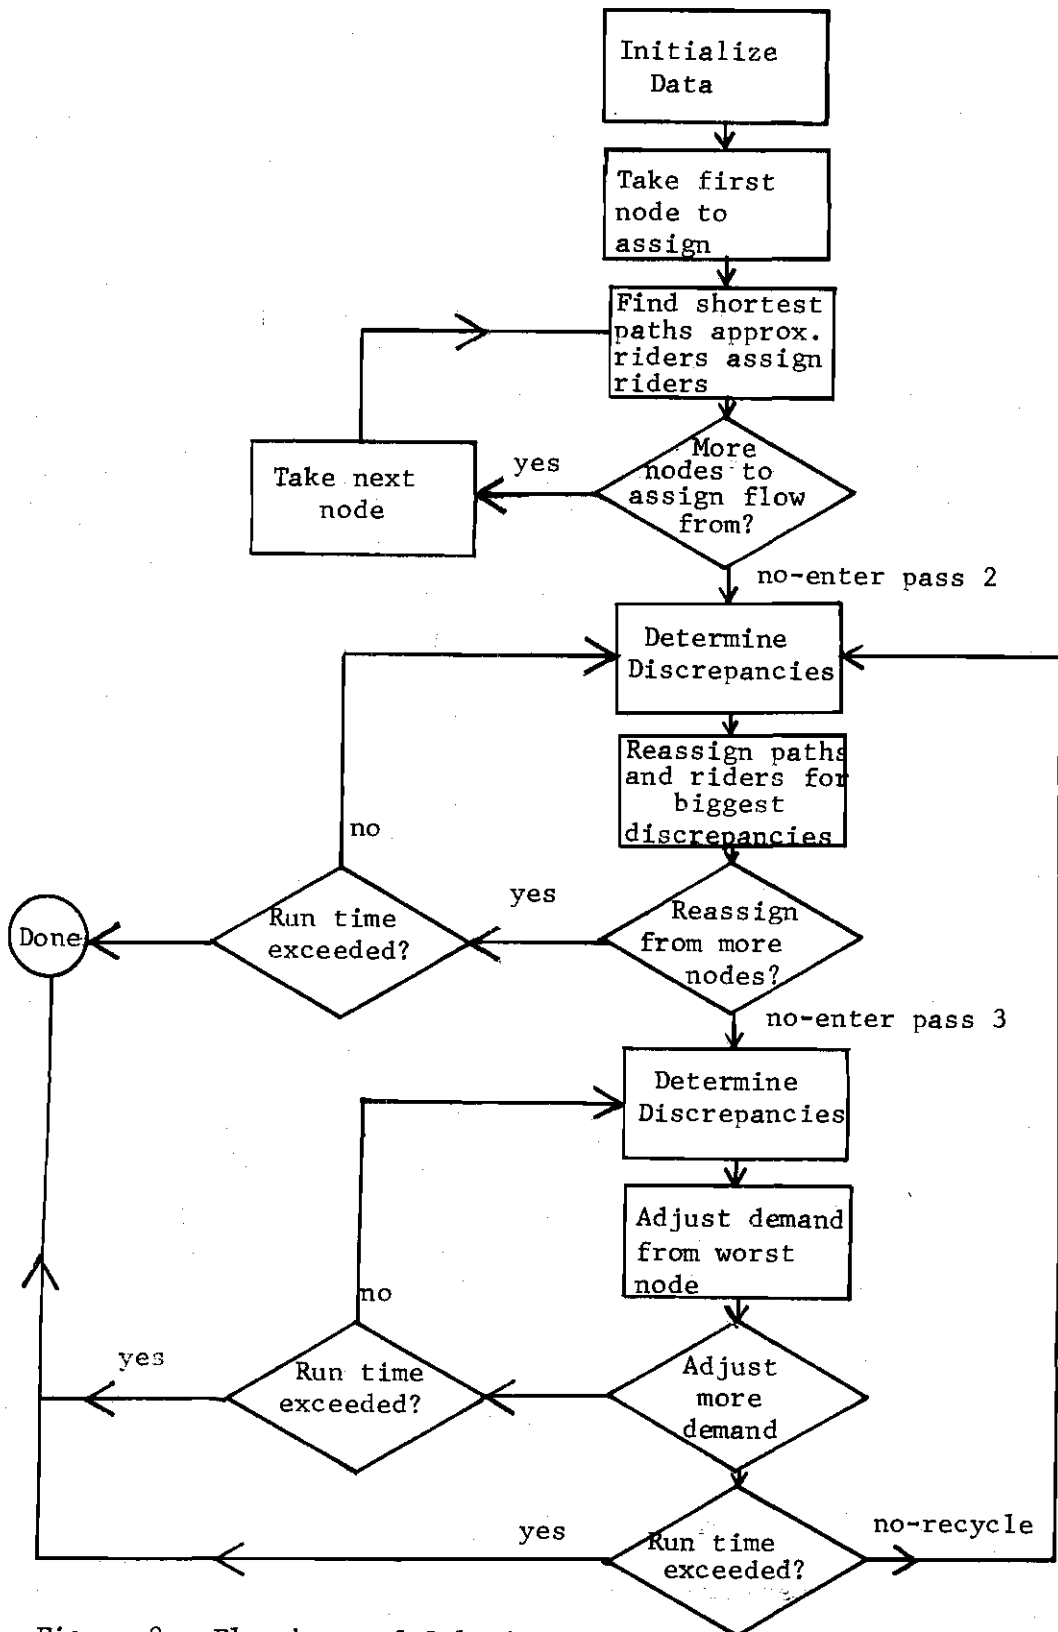 Initialize
Data
Take first
node to
assign
Find shortest
paths approx.
riders assign
riders
More
nodes to
assign flow
from?
yes
Take next
node
no-enter pass 2
Determine
Discrepancies
Reassign paths
and riders for
biggest
discrepancies
no
Reassign
from more
nodes?
yes
Run time
exceeded?
Done
no-enter pass 3
Determine
Discrepancies
Adjust demand
from worst
node
no
Adjust
more
demand
Run time
exceeded?
yes
Run time
exceeded?
yes
no-recycle